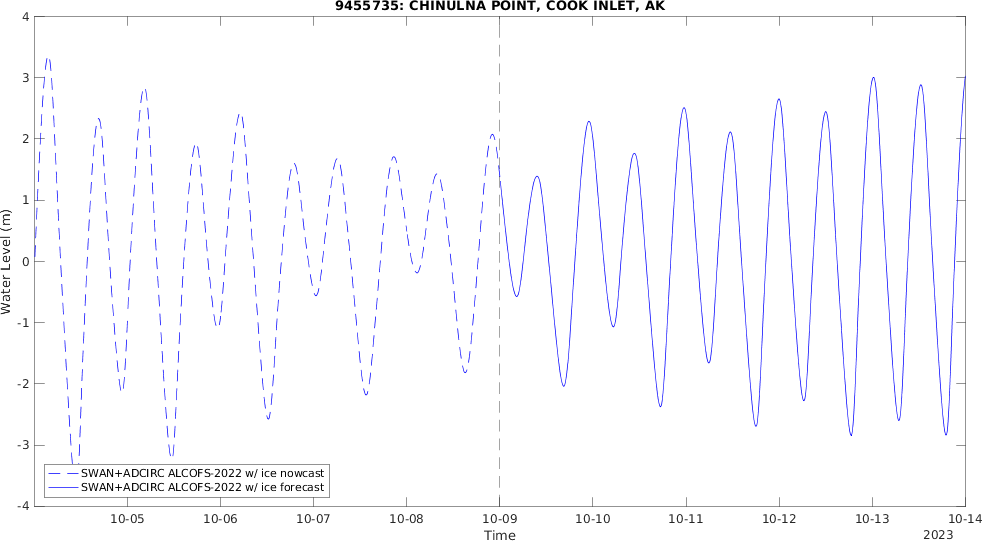 9455735: CHINULNA POINT, COOK INLET, AK
Water Level (m)
4
3
2
1
0
-1
-2
-3
-4
SWAN+ADCIRC ALCOFS-2022 w/ ice nowcast
SWAN+ADCIRC ALCOFS-2022 w/ ice forecast
10-05 10-06 10-07 10-08 10-09 10-10 10-11 10-12 10-13 10-14
Time
2023